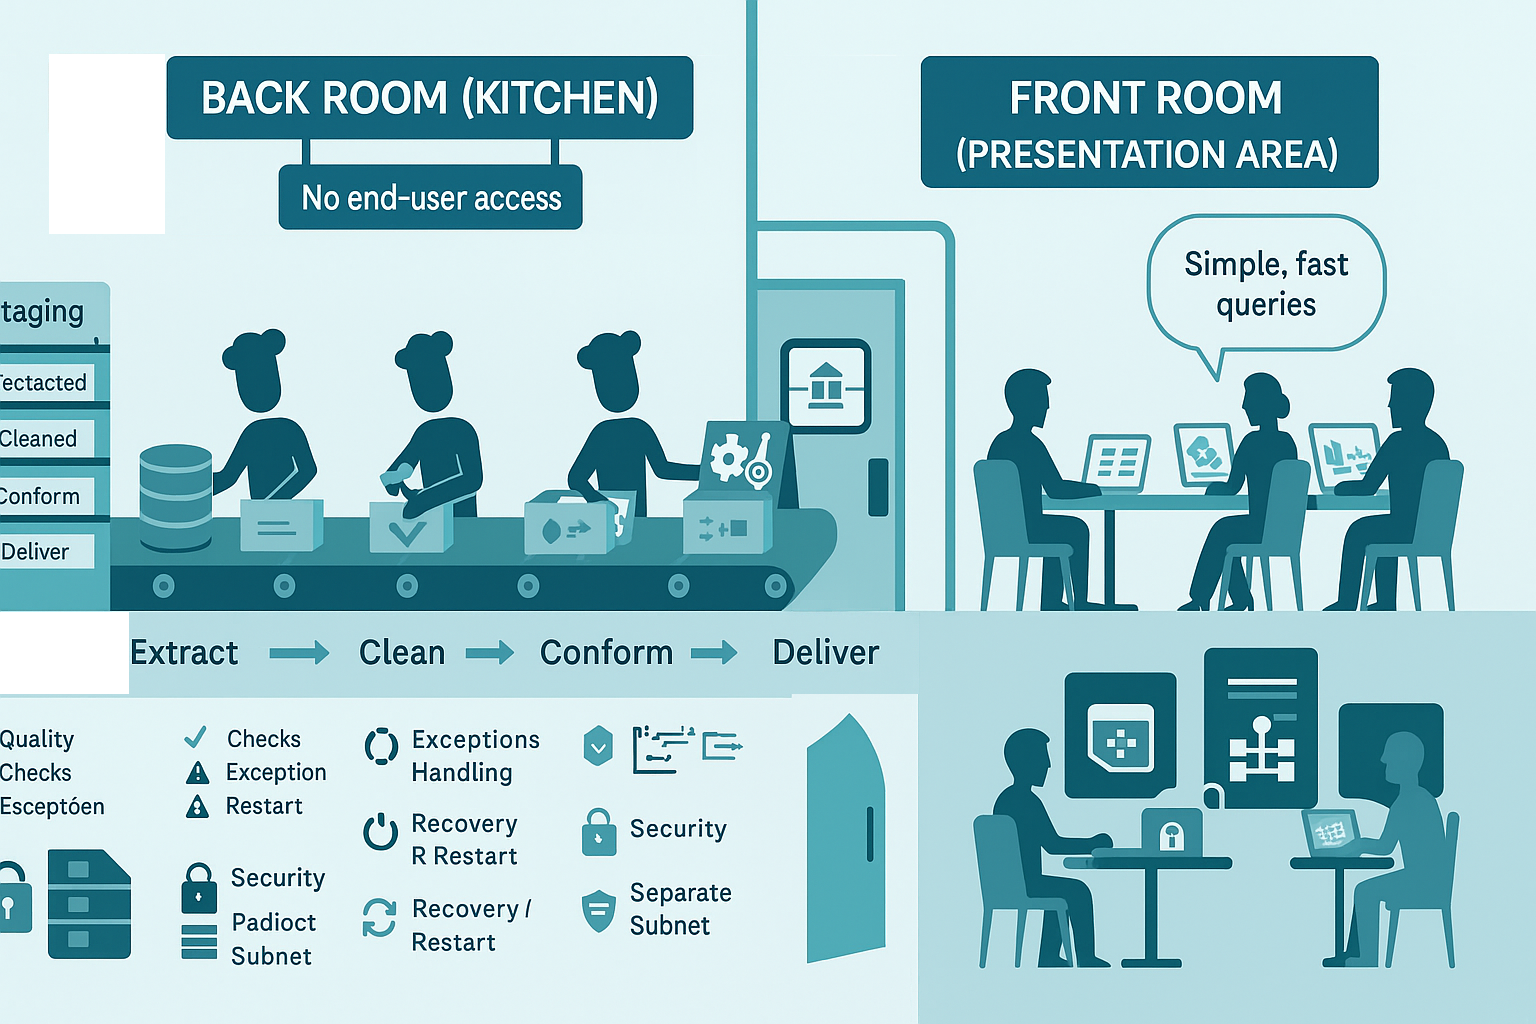 BACK ROOM (KITCHEN)
No end-user access
FRONT ROOM
(PRESENTATION AREA)
Simple, fast
queries
taging
Tectacted
Cleaned
Conform
Deliver
Extract
Clean
Conform
Deliver
Quality
Checks
Esceptóen
Checks
Exception
Restart
Security
Padioct
Subnet
Exceptions
Handling
Recovery
R Restart
Recovery /
Restart
Security
Separate
Subnet